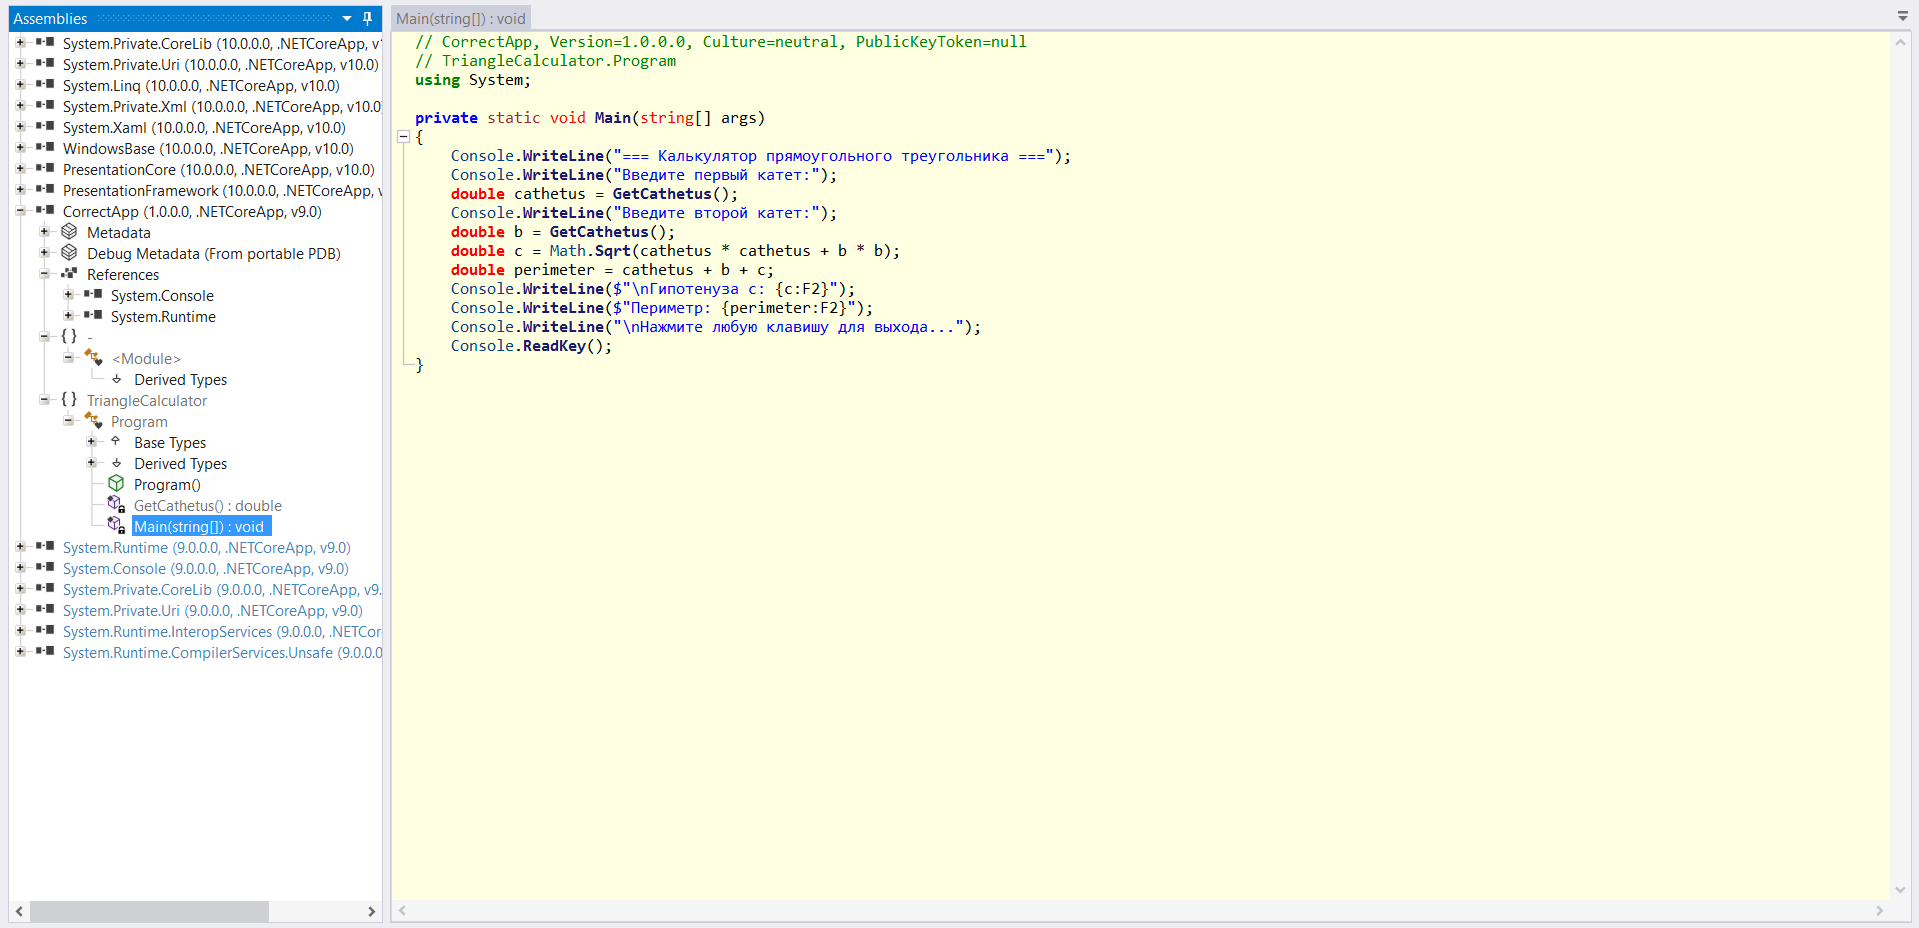 Assemblies
System.Private.CoreLib (10.0.0.0, .NETCoreApp, v
System.Private.Uri (10.0.0.0, .NETCoreApp, v10.0)
System.Linq (10.0.0.0, .NETCoreApp, v10.0)
System.Private.Xml (10.0.0.0, .NETCoreApp, v10.0
System.Xaml (10.0.0.0, .NETCoreApp, v10.0)
WindowsBase (10.0.0.0, .NETCoreApp, v10.0)
PresentationCore (10.0.0.0, .NETCoreApp, v10.0)
PresentationFramework (10.0.0.0, .NETCoreApp, v
CorrectApp (1.0.0.0, .NETCoreApp, v9.0)
Metadata
Debug Metadata (From portable PDB)
References
System.Console
System.Runtime
{} -
<Module>
Derived Types
{} TriangleCalculator
Program
Base Types
Derived Types
Program()
GetCathetus() : double
Main(string[]) : void
System.Runtime (9.0.0.0, .NETCoreApp, v9.0)
System.Console (9.0.0.0, .NETCoreApp, v9.0)
System.Private.CoreLib (9.0.0.0, .NETCoreApp, v9.
System.Private.Uri (9.0.0.0, .NETCoreApp, v9.0)
System.Runtime.InteropServices (9.0.0.0, .NETCor
System.Runtime.CompilerServices.Unsafe (9.0.0.0
Main(string[]) : void
// CorrectApp, Version=1.0.0.0, Culture=neutral, PublicKeyToken=null
// TriangleCalculator.Program
using System;
private static void Main(string[] args)
{
Console.WriteLine("=== Калькулятор прямоугольного треугольника ===");
Console.WriteLine("Введите первый катет:");
double cathetus = GetCathetus();
Console.WriteLine("Введите второй катет:");
double b = GetCathetus();
double c = Math.Sqrt(cathetus * cathetus + b * b);
double perimeter = cathetus + b + c;
Console.WriteLine($"\nГипотенуза c: {c:F2}");
Console.WriteLine($"Периметр: {perimeter:F2}");
Console.WriteLine("\nНажмите любую клавишу для выхода...");
Console.ReadKey();
}